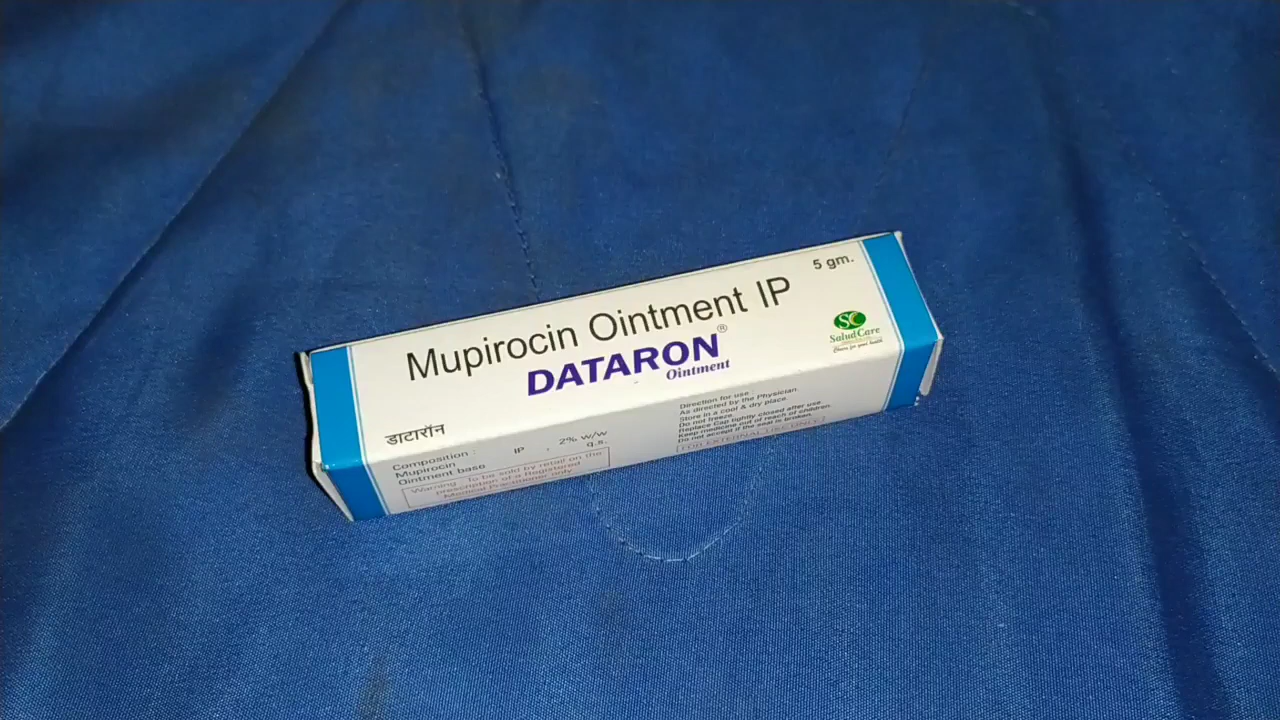 Mupirocin Ointment IP
5 gm.
DATARON®
Ointment
SC
SaludCare
डाटारॉन
Composition :
Mupirocin IP 2% w/w
Ointment base q.s.
Warning : To be sold by retail on the
prescription of a Registered
Medical Practitioner only.
Direction for use :
As directed by the Physician
Store in a cool & dry place.
Do not freeze.
Replace Cap tightly closed after use.
Keep medicine out of reach of children.
Do not accept if the seal is broken.
FOR EXTERNAL USE ONLY